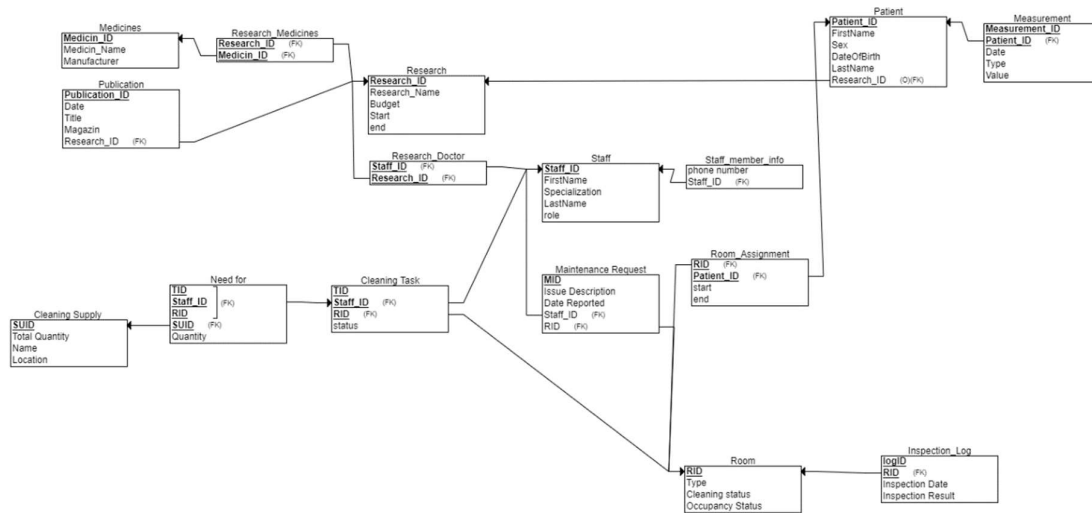 Medicines
Medicin_ID
Medicin_Name
Manufacturer
Research_Medicines
Research_ID (FK)
Medicin_ID (FK)
Patient
Patient_ID
FirstName
Sex
DateOfBirth
LastName
Research_ID (O)(FK)
Measurement
Measurement_ID
Patient_ID (FK)
Date
Type
Value
Publication
Publication_ID
Date
Title
Magazin
Research_ID (FK)
Research
Research_ID
Research_Name
Budget
Start
end
Research_Doctor
Staff_ID (FK)
Research_ID (FK)
Staff
Staff_ID
FirstName
Specialization
LastName
role
Staff_member_info
phone number
Staff_ID (FK)
Room_Assignment
RID (FK)
Patient_ID (FK)
start
end
Maintenance Request
MID
Issue Description
Date Reported
Staff_ID (FK)
RID (FK)
Need for
TID
Staff_ID (FK)
RID
SUID (FK)
Quantity
Cleaning Task
TID
Staff_ID (FK)
RID (FK)
status
Cleaning Supply
SUID
Total Quantity
Name
Location
Room
RID
Type
Cleaning status
Occupancy Status
Inspection_Log
logID
RID (FK)
Inspection Date
Inspection Result